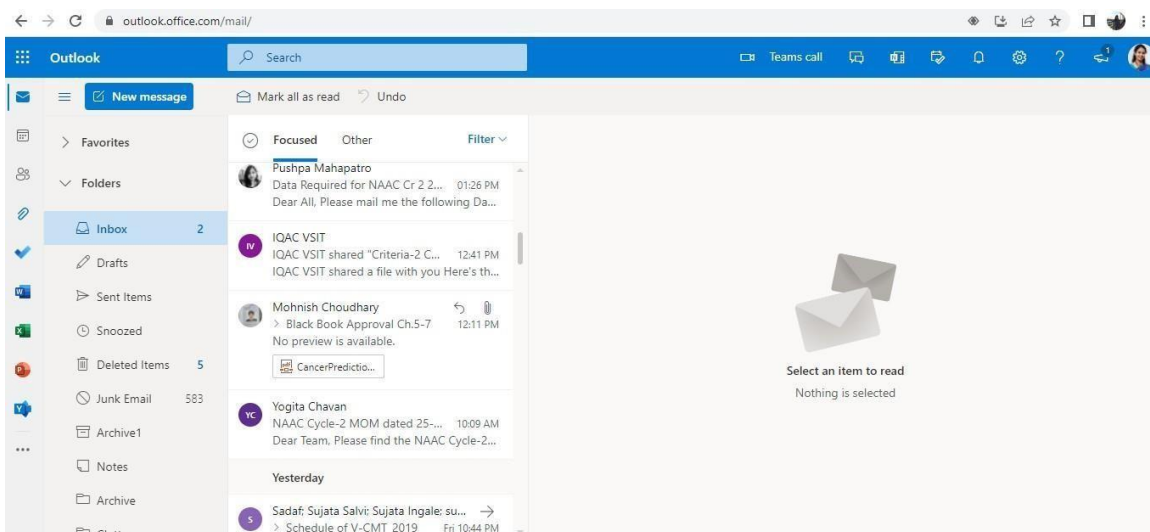 outlook.office.com/mail/
Outlook
Search
Teams call
1
New message
Mark all as read
Undo
Favorites
Folders
Inbox 2
Drafts
Sent Items
Snoozed
Deleted Items 5
Junk Email 583
Archive1
Notes
Archive
Focused Other Filter
Pushpa Mahapatro
Data Required for NAAC Cr 2 2... 01:26 PM
Dear All, Please mail me the following Da...
IV
IQAC VSIT
IQAC VSIT shared "Criteria-2 C... 12:41 PM
IQAC VSIT shared a file with you Here's th...
Mohnish Choudhary
> Black Book Approval Ch.5-7 12:11 PM
No preview is available.
CancerPredictio...
YC
Yogita Chavan
NAAC Cycle-2 MOM dated 25-... 10:09 AM
Dear Team, Please find the NAAC Cycle-2...
Yesterday
S
Sadaf; Sujata Salvi; Sujata Ingale; su...
> Schedule of V-CMT 2019 Fri 10:44 PM
Select an item to read
Nothing is selected